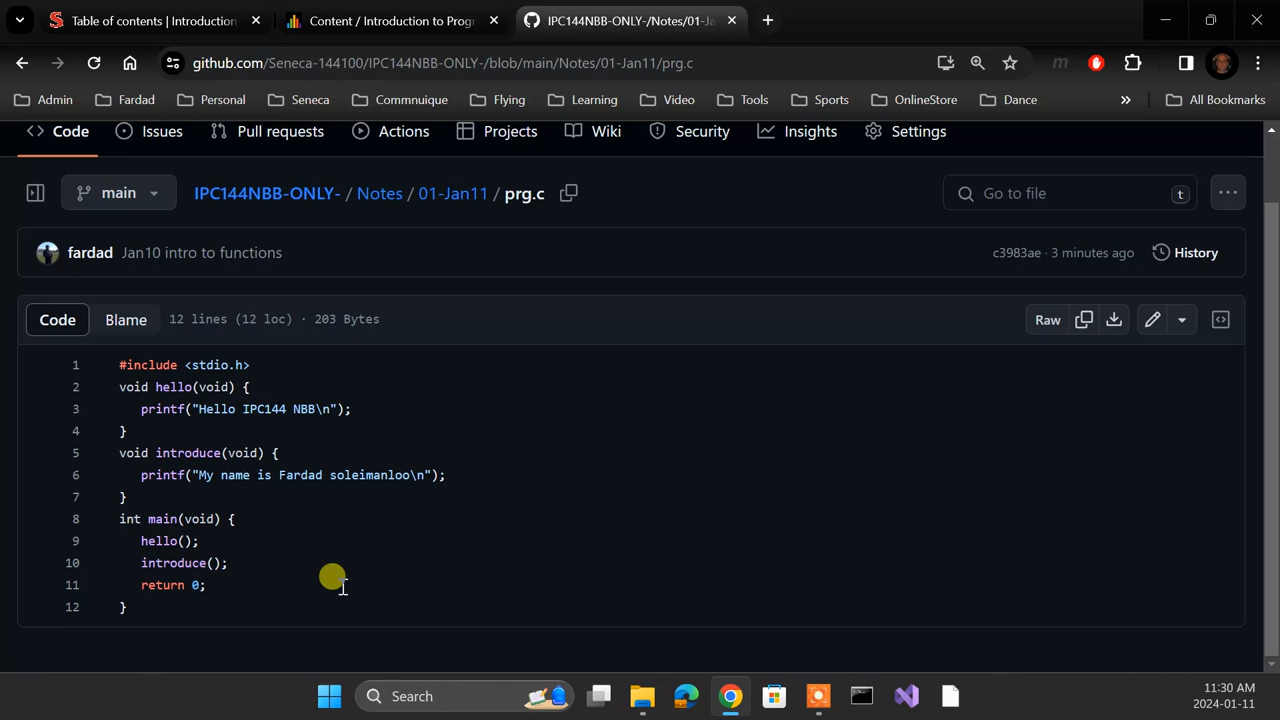 Table of contents | Introduction
Content / Introduction to Progr
IPC144NBB-ONLY-/Notes/01-Ja
github.com/Seneca-144100/IPC144NBB-ONLY-/blob/main/Notes/01-Jan11/prg.c
Admin Fardad Personal Seneca Commnuique Flying Learning Video Tools Sports OnlineStore Dance » All Bookmarks
Code Issues Pull requests Actions Projects Wiki Security Insights Settings
main IPC144NBB-ONLY- / Notes / 01-Jan11 / prg.c Go to file t
fardad Jan10 intro to functions c3983ae · 3 minutes ago History
Code Blame 12 lines (12 loc) · 203 Bytes Raw
1 #include <stdio.h>
2 void hello(void) {
3 printf("Hello IPC144 NBB\n");
4 }
5 void introduce(void) {
6 printf("My name is Fardad soleimanloo\n");
7 }
8 int main(void) {
9 hello();
10 introduce();
11 return 0;
12 }
Search
11:30 AM
2024-01-11